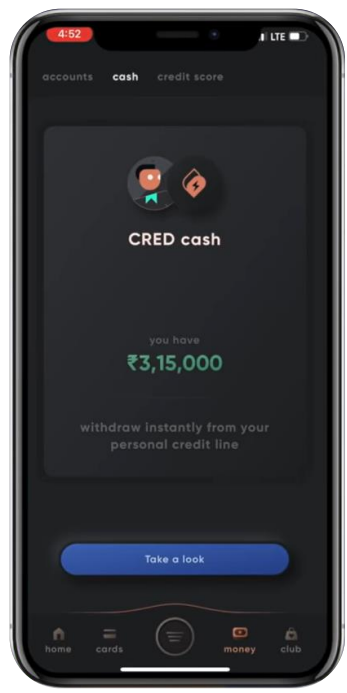 4:52
LTE
accounts cash credit score
CRED cash
you have
₹3,15,000
withdraw instantly from your
personal credit line
Take a look
home cards money club